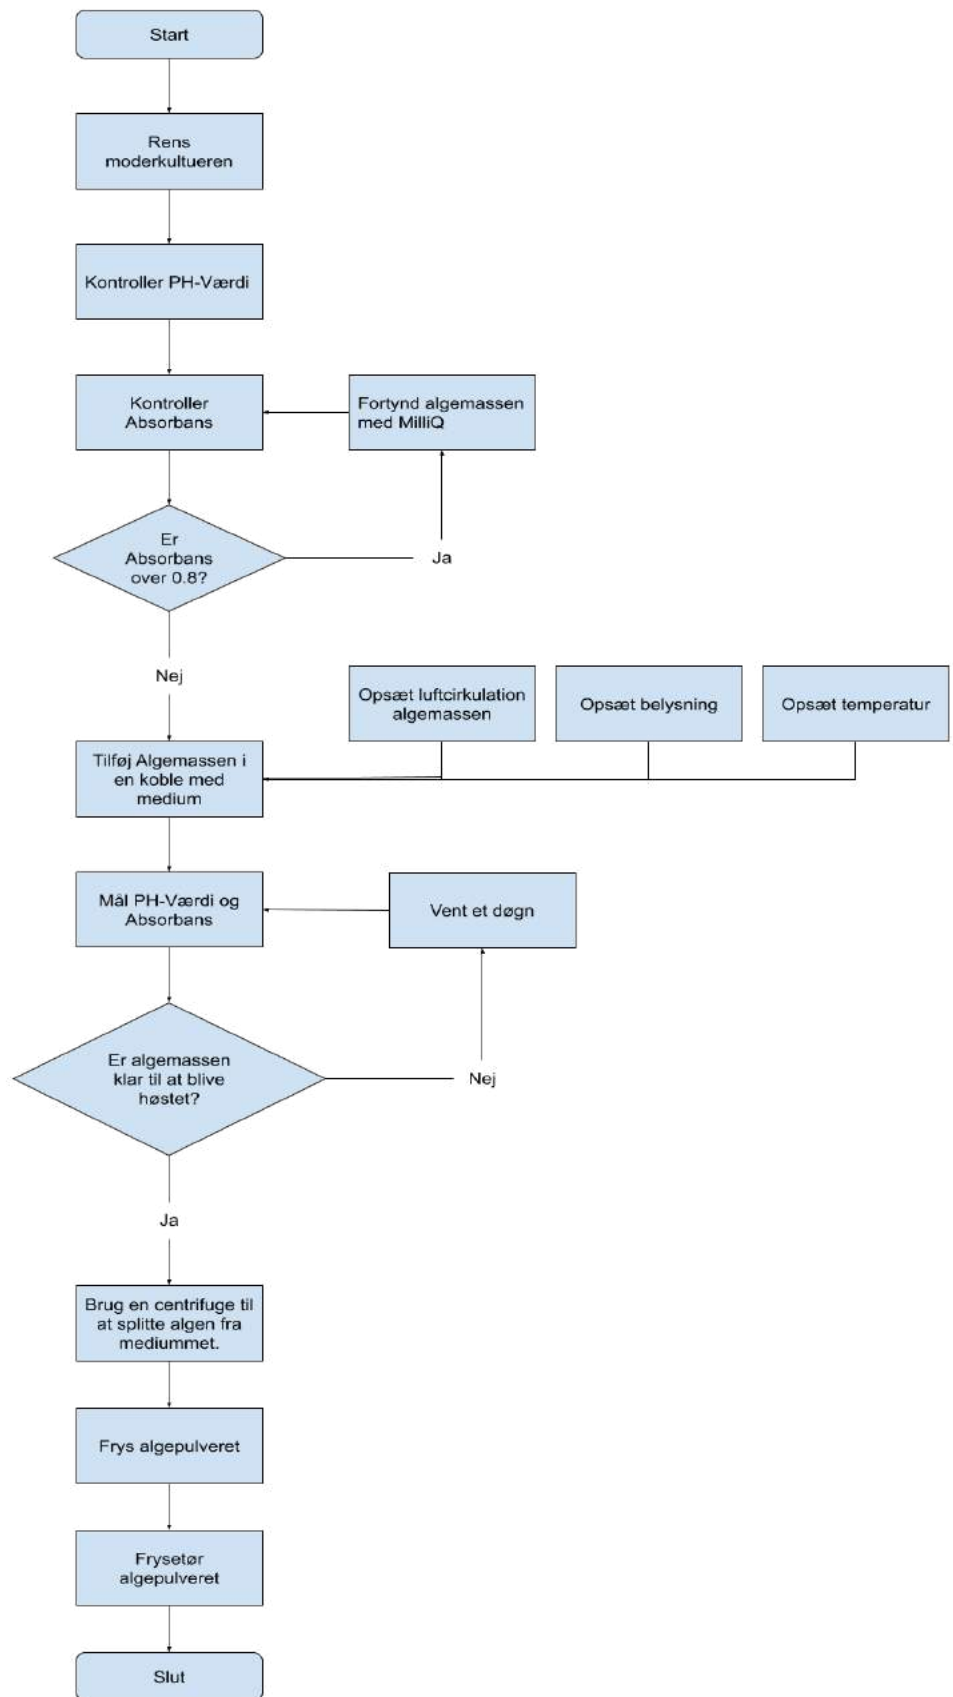 Start
Rens
moderkultueren
Kontroller PH-Værdi
Kontroller
Absorbans
Fortynd algemassen
med MilliQ
Er
Absorbans
over 0.8?
Ja
Nej
Opsæt luftcirkulation
algemassen
Opsæt belysning
Opsæt temperatur
Tilføj Algemassen i
en koble med
medium
Mål PH-Værdi og
Absorbans
Vent et døgn
Er algemassen
klar til at blive
høstet?
Nej
Ja
Brug en centrifuge til
at splitte algen fra
mediummet.
Frys algepulveret
Frysetør
algepulveret
Slut